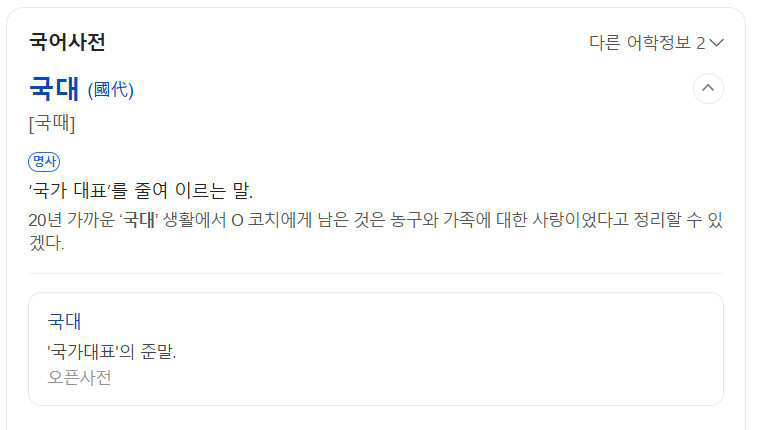 국어사전
다른 어학정보 2
국대 (國代)
[국때]
명사
‘국가 대표’를 줄여 이르는 말.
20년 가까운 ‘국대’ 생활에서 O 코치에게 남은 것은 농구와 가족에 대한 사랑이었다고 정리할 수 있
겠다.
국대
'국가대표'의 준말.
오픈사전